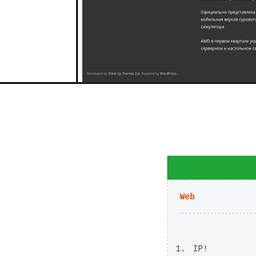 Официально представлена
мобильная версия сурового
симулятора
AMD в первом квартале укр
серверном и настольном се
Developed by Think Up Themes Ltd. Powered by WordPress.
Web
1. IP!